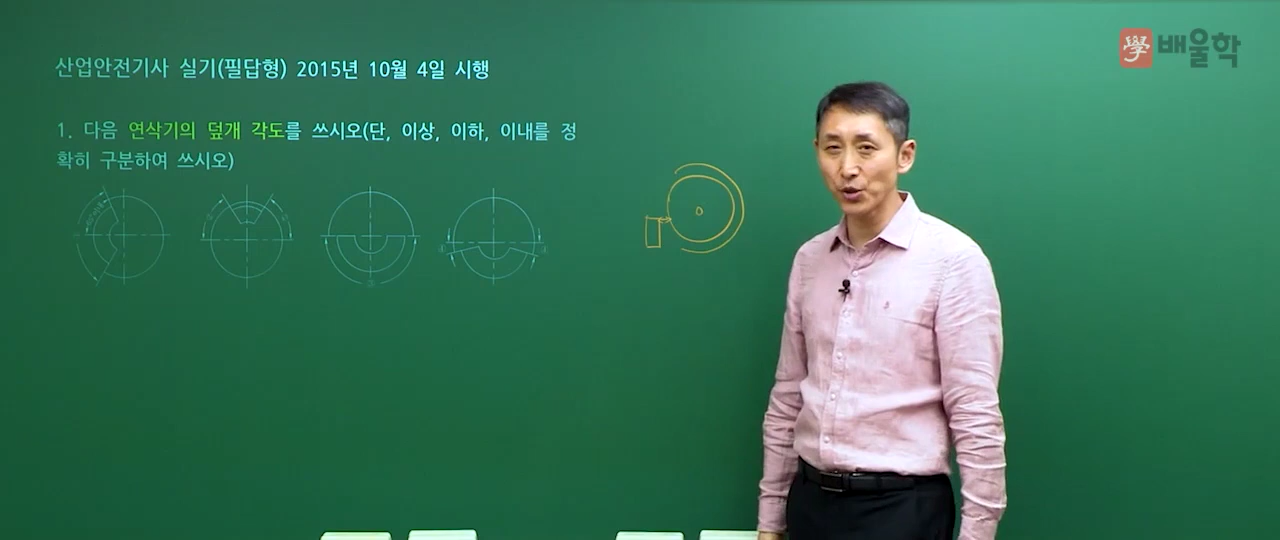 學 배울학
산업안전기사 실기(필답형) 2015년 10월 4일 시행
1. 다음 연삭기의 덮개 각도를 쓰시오(단, 이상, 이하, 이내를 정
확히 구분하여 쓰시오)